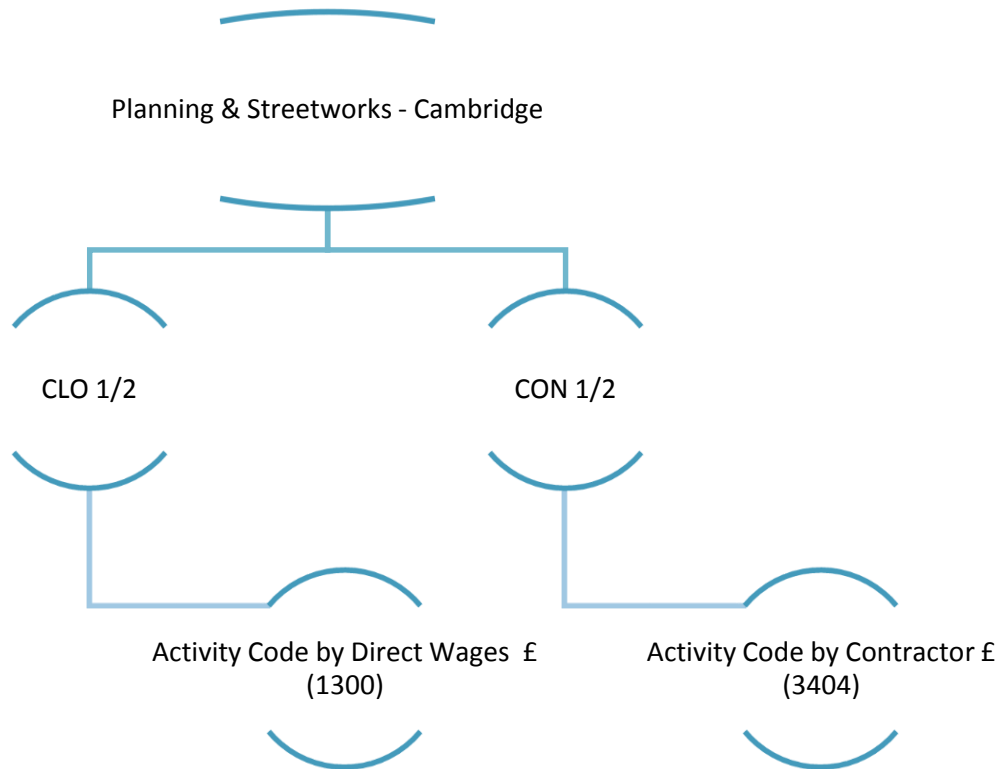 Planning & Streetworks - Cambridge
CLO 1/2
CON 1/2
Activity Code by Direct Wages £
(1300)
Activity Code by Contractor £
(3404)